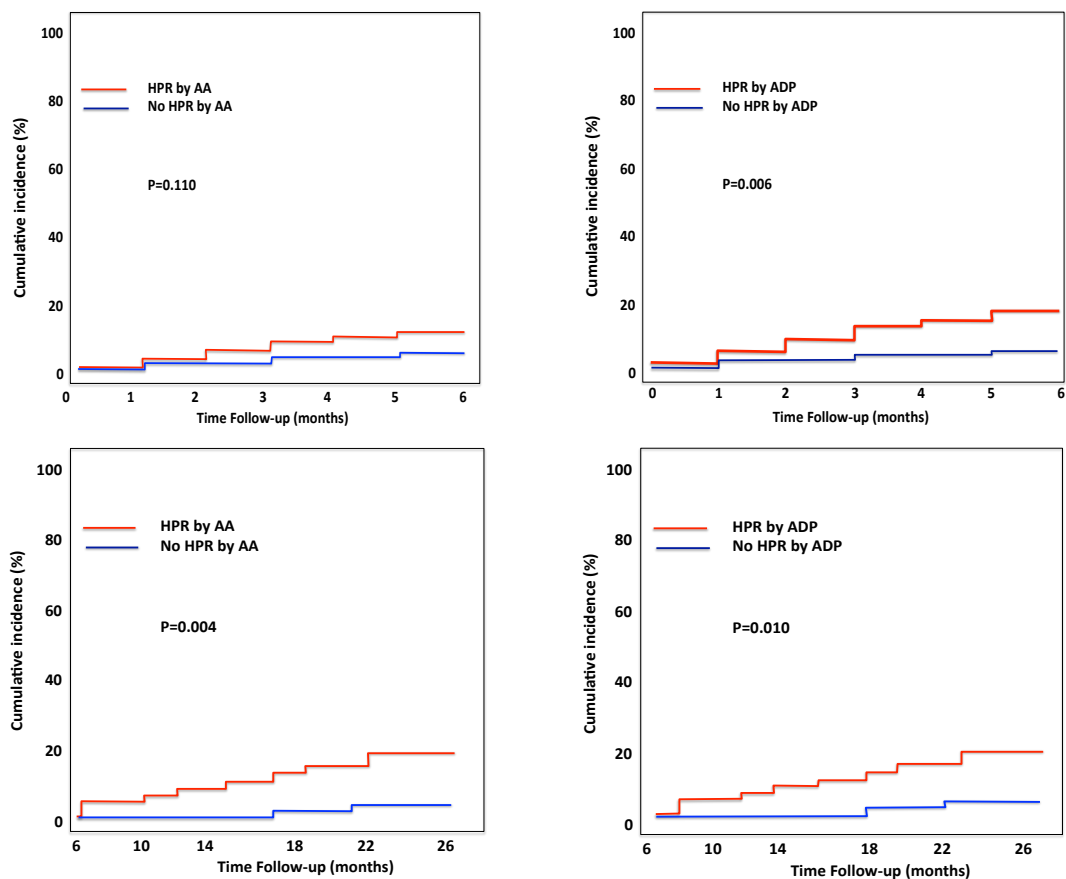 100
80
60
40
20
0
Cumulative incidence (%)
HPR by AA
No HPR by AA
P=0.110
0 1 2 3 4 5 6
Time Follow-up (months)
100
80
60
40
20
0
Cumulative incidence (%)
HPR by ADP
No HPR by ADP
P=0.006
0 1 2 3 4 5 6
Time Follow-up (months)
100
80
60
40
20
0
Cumulative incidence (%)
HPR by AA
No HPR by AA
P=0.004
6 10 14 18 22 26
Time Follow-up (months)
100
80
60
40
20
0
Cumulative incidence (%)
HPR by ADP
No HPR by ADP
P=0.010
6 10 14 18 22 26
Time Follow-up (months)